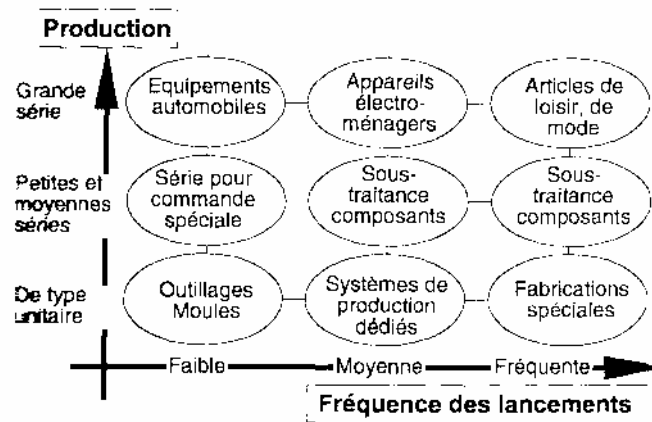 Production
Grande
série
Equipements
automobiles
Appareils
électro-
ménagers
Articles de
loisir, de
mode
Petites et
moyennes
séries
Série pour
commande
spéciale
Sous-
traitance
composants
Sous-
traitance
composants
De type
unitaire
Outillages
Moules
Systèmes de
production
dédiés
Fabrications
spéciales
Faible
Moyenne
Fréquente
Fréquence des lancements